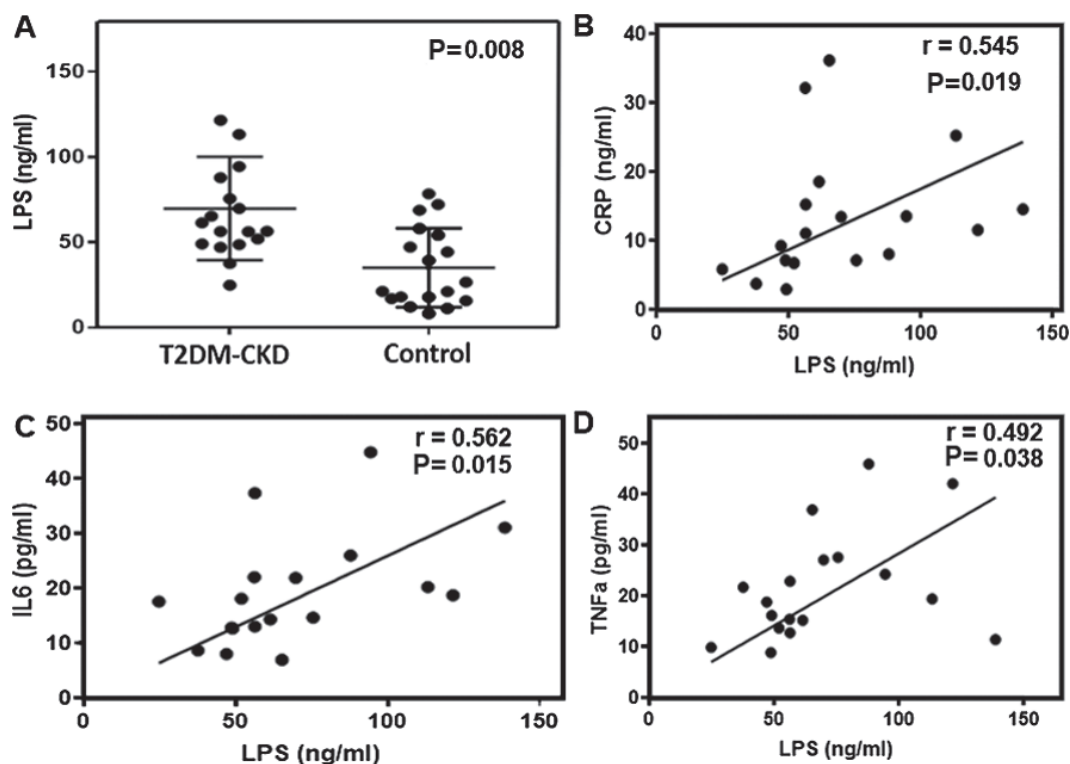 A
P=0.008
LPS (ng/ml)
150
100
50
0
T2DM-CKD
Control
B
r = 0.545
P=0.019
CRP (ng/ml)
40
30
20
10
0
0
50
100
150
LPS (ng/ml)
C
r = 0.562
P= 0.015
IL6 (pg/ml)
50
40
30
20
10
0
0
50
100
150
LPS (ng/ml)
D
r = 0.492
P= 0.038
TNFa (pg/ml)
50
40
30
20
10
0
0
50
100
150
LPS (ng/ml)